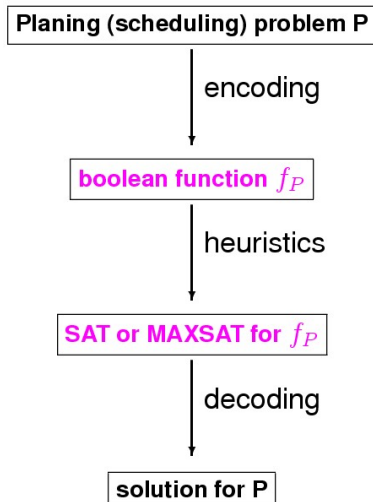 Planing (scheduling) problem P
encoding
boolean function f_P
heuristics
SAT or MAXSAT for f_P
decoding
solution for P